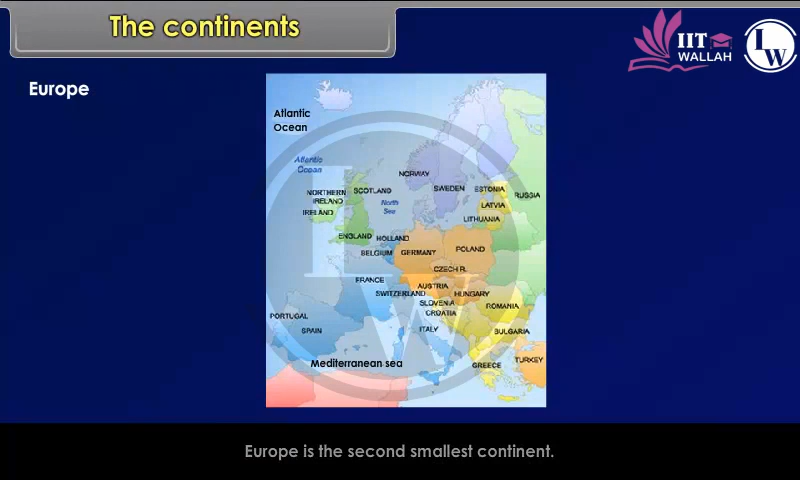 The continents
IIT
WALLAH
LW
Europe
Atlantic
Ocean
Atlantic
Ocean
NORWAY
SWEDEN
ESTONIA
RUSSIA
NORTHERN
IRELAND
SCOTLAND
LATVIA
North
Sea
IRELAND
LITHUANIA
ENGLAND
HOLLAND
BELGIUM
GERMANY
POLAND
CZECH R.
FRANCE
AUSTRIA
SWITZERLAND
HUNGARY
SLOVENIA
ROMANIA
CROATIA
PORTUGAL
SPAIN
ITALY
BULGARIA
Mediterranean sea
GREECE
TURKEY
LW
Europe is the second smallest continent.